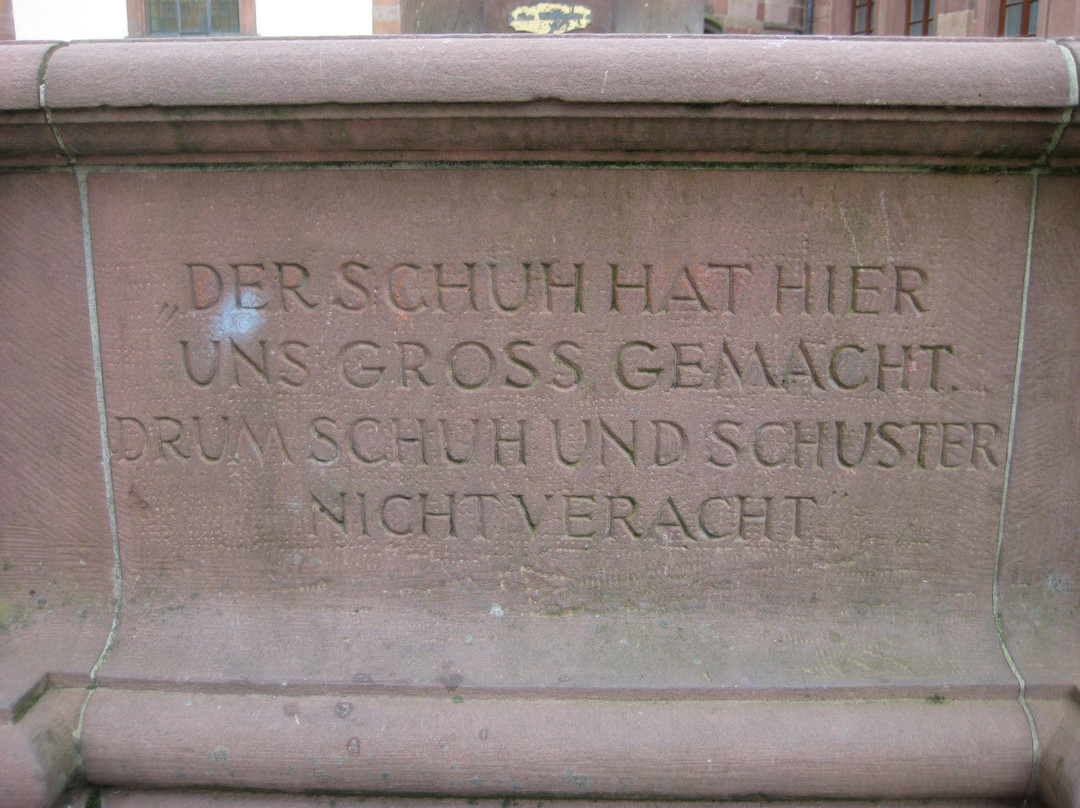 „DER SCHUH HAT HIER
UNS GROSS GEMACHT.
DRUM SCHUH UND SCHUSTER
NICHT VERACHT"